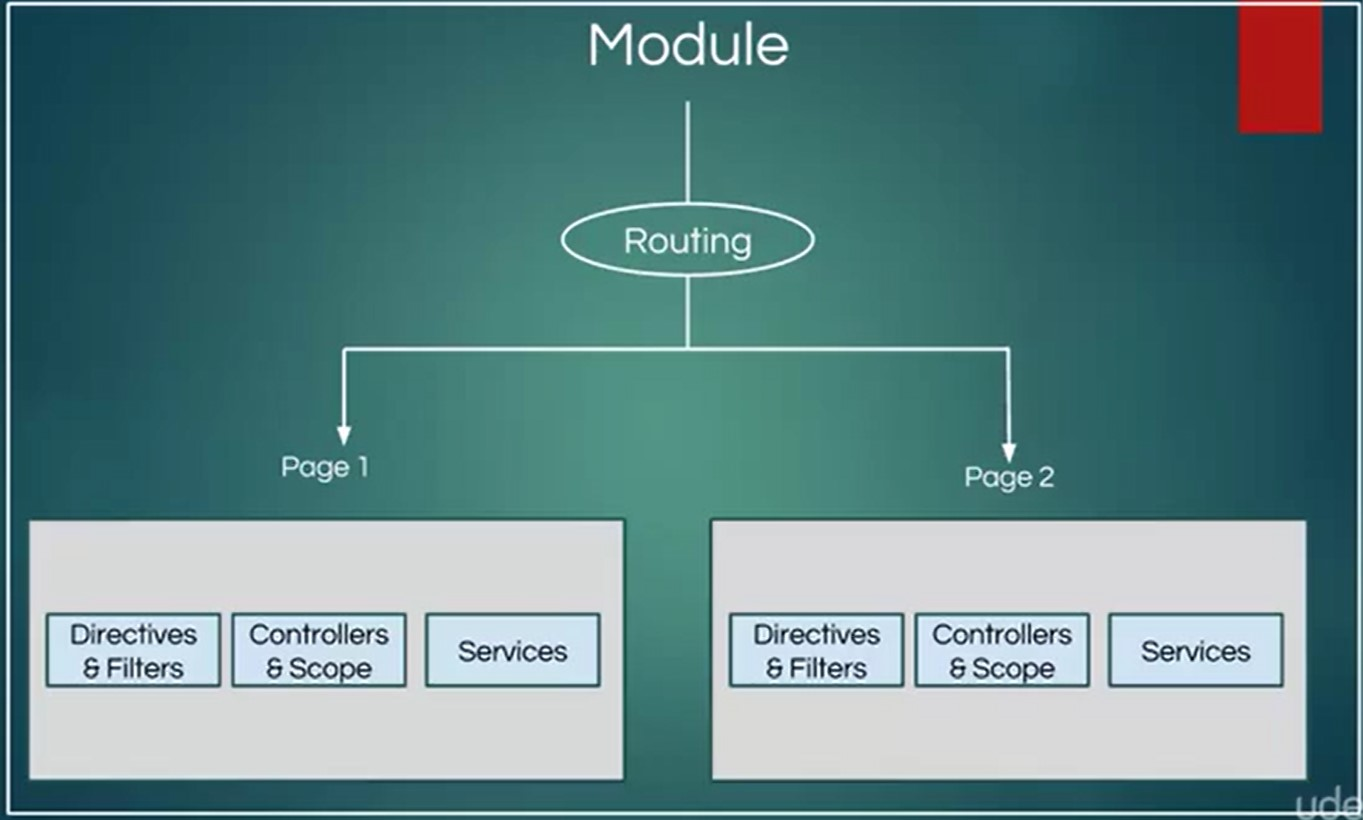 Module
Routing
Page 1
Page 2
Directives
& Filters
Controllers
& Scope
Services
Directives
& Filters
Controllers
& Scope
Services
ude